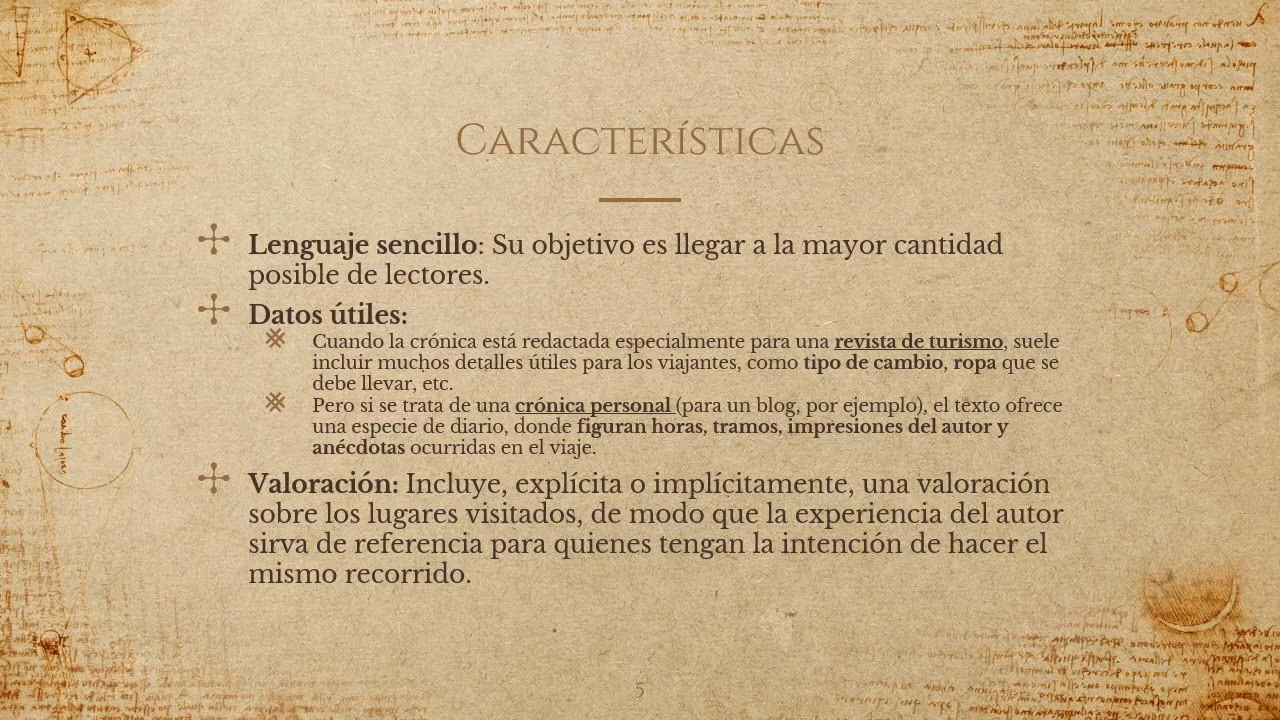 Características
Lenguaje sencillo: Su objetivo es llegar a la mayor cantidad
posible de lectores.
Datos útiles:
Cuando la crónica está redactada especialmente para una revista de turismo, suele
incluir muchos detalles útiles para los viajantes, como tipo de cambio, ropa que se
debe llevar, etc.
Pero si se trata de una crónica personal (para un blog, por ejemplo), el texto ofrece
una especie de diario, donde figuran horas, tramos, impresiones del autor y
anécdotas ocurridas en el viaje.
Valoración: Incluye, explícita o implícitamente, una valoración
sobre los lugares visitados, de modo que la experiencia del autor
sirva de referencia para quienes tengan la intención de hacer el
mismo recorrido.
5